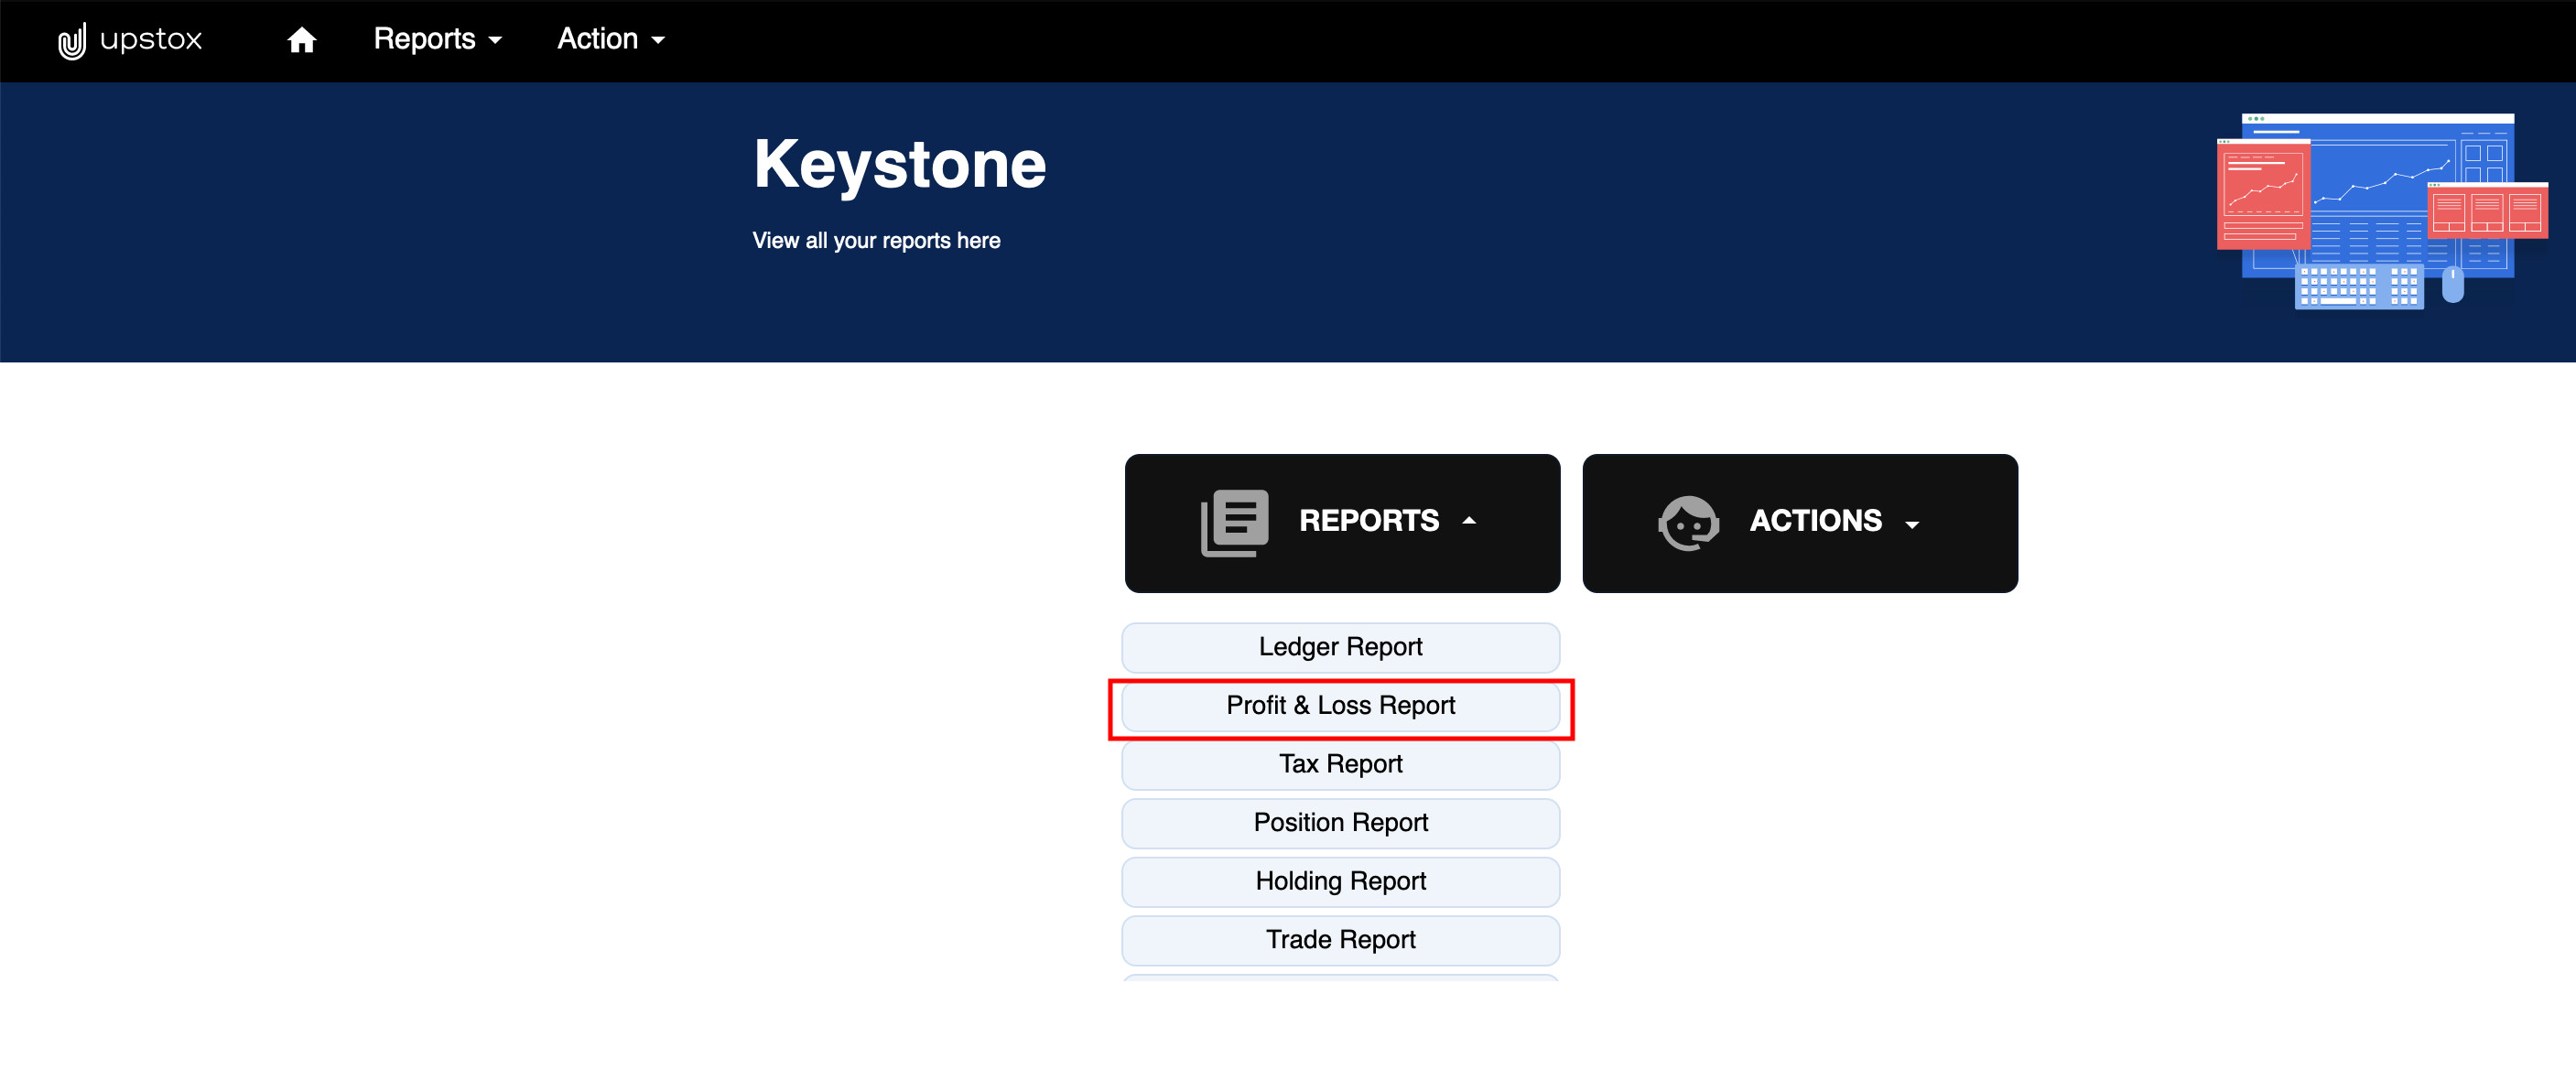 upstox Reports Action
Keystone
View all your reports here
REPORTS ACTIONS
Ledger Report
Profit & Loss Report
Tax Report
Position Report
Holding Report
Trade Report